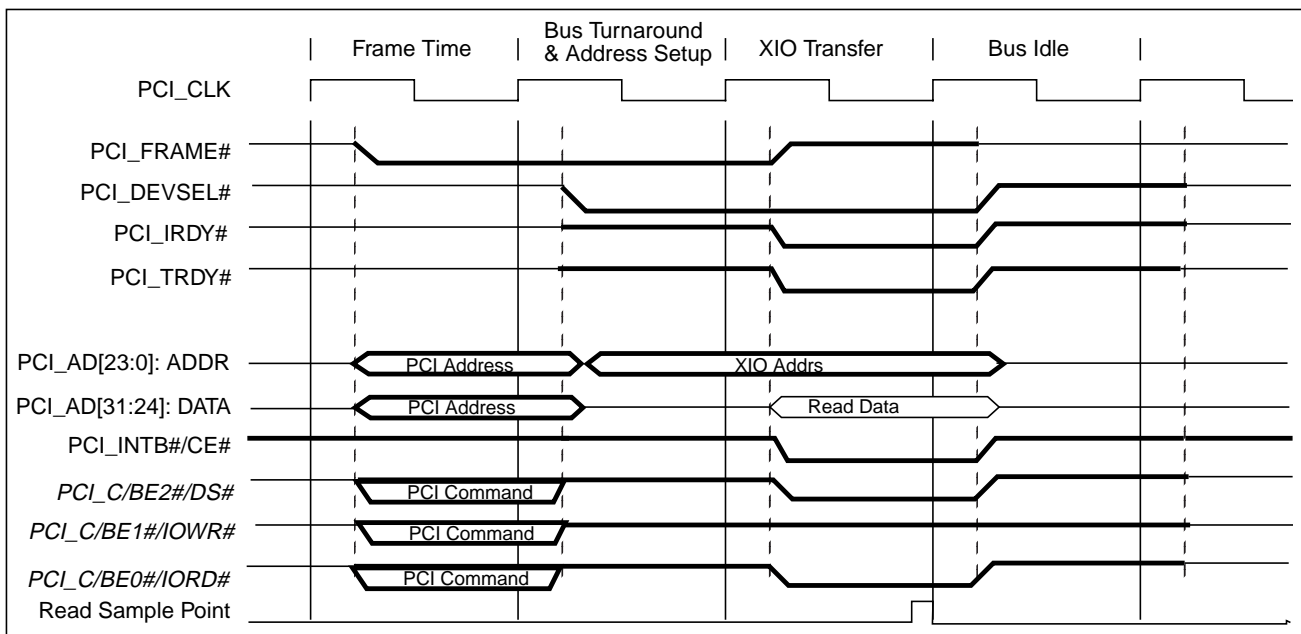 Frame Time
Bus Turnaround
& Address Setup
XIO Transfer
Bus Idle
PCI_CLK
PCI_FRAME#
PCI_DEVSEL#
PCI_IRDY#
PCI_TRDY#
PCI_AD[23:0]: ADDR
PCI Address
XIO Addrs
PCI_AD[31:24]: DATA
PCI Address
Read Data
PCI_INTB#/CE#
PCI_C/BE2#/DS#
PCI Command
PCI_C/BE1#/IOWR#
PCI Command
PCI_C/BE0#/IORD#
PCI Command
Read Sample Point